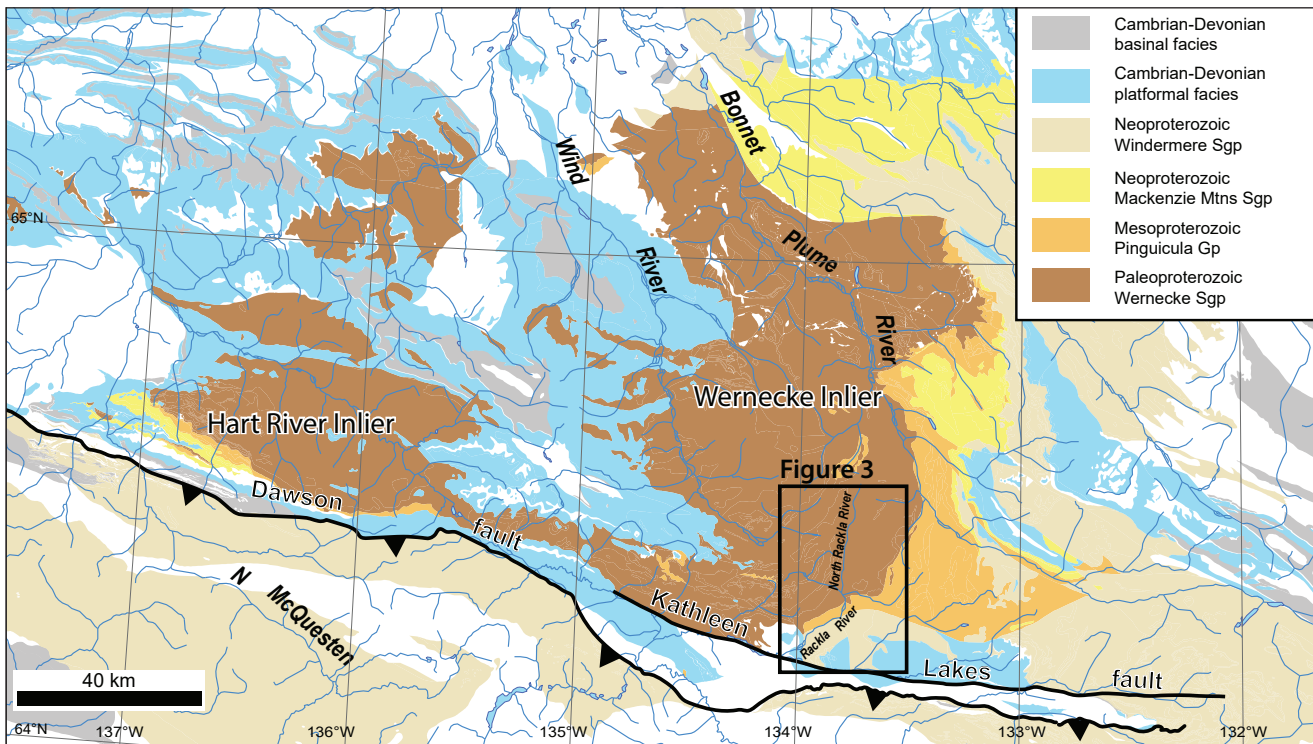 Cambrian-Devonian
basinal facies
Cambrian-Devonian
platformal facies
Neoproterozoic
Windermere Sgp
Neoproterozoic
Mackenzie Mtns Sgp
Mesoproterozoic
Pinguicula Gp
Paleoproterozoic
Wernecke Sgp
Bonnet
Plume
River
Wind
River
65°N
Wernecke Inlier
Hart River Inlier
Figure 3
North Rackla River
Rackla River
Dawson
fault
Kathleen
Lakes
fault
N McQuesten
40 km
64°N
137°W
136°W
135°W
134°W
133°W
132°W